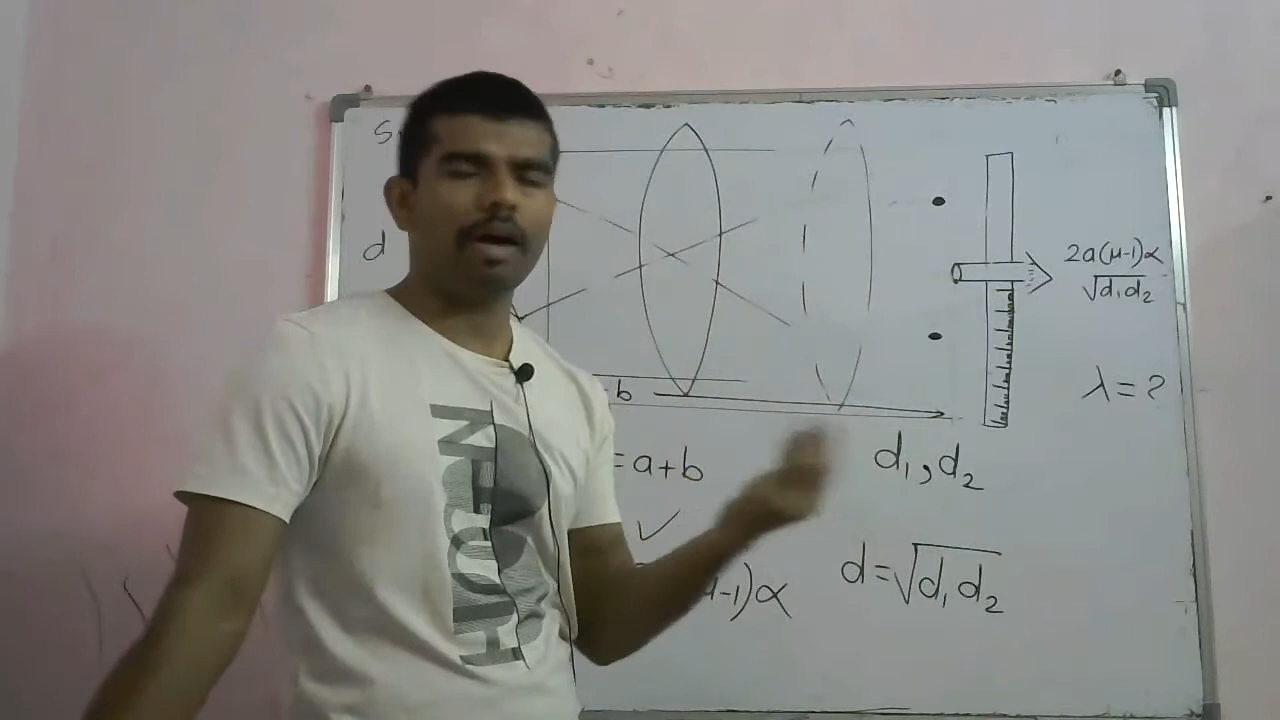 S
d
2a(μ-1)α
√d₁d₂
λ = ?
b
= a+b
d₁, d₂
✓
-1)α
d = √d₁d₂